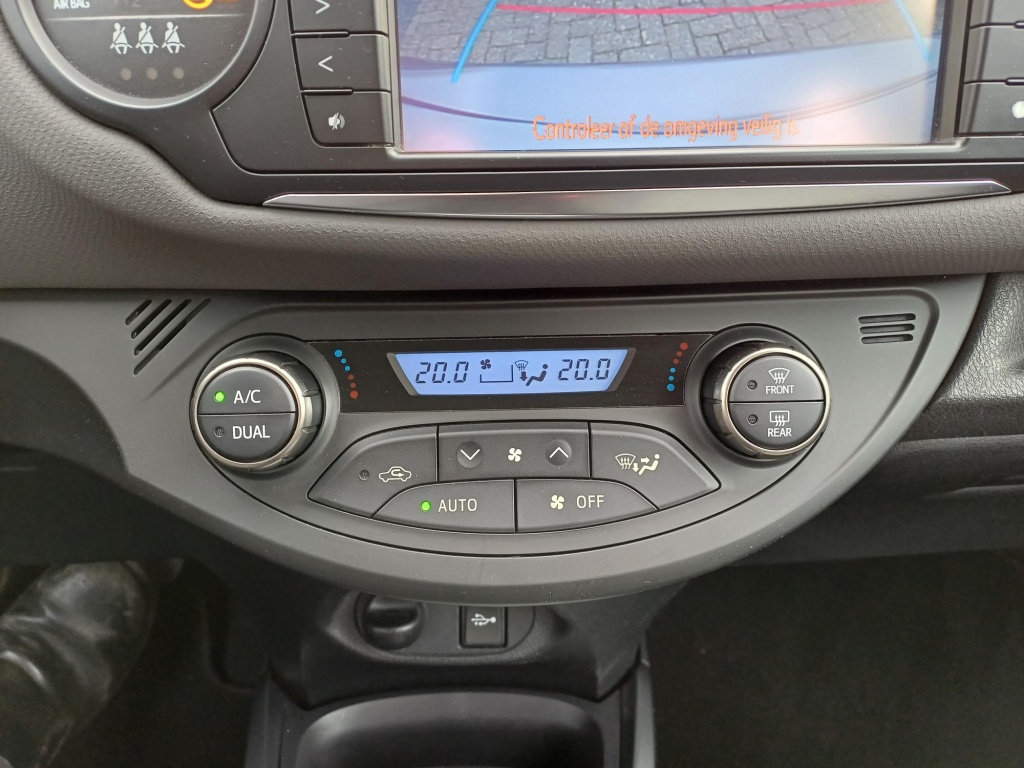 AIR BAG
Controleer of de omgeving veilig is
A/C
DUAL
20.0
20.0
FRONT
REAR
AUTO
OFF